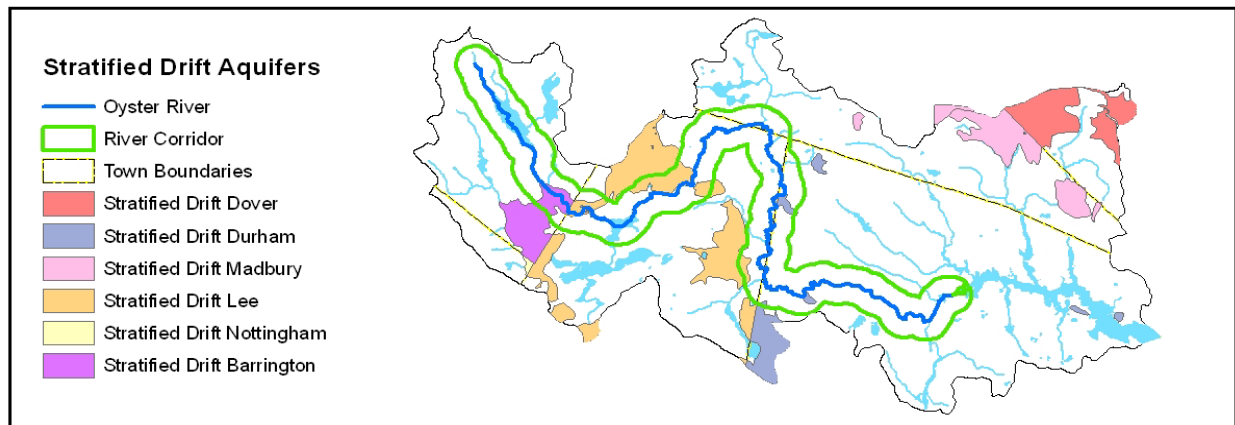 Stratified Drift Aquifers
Oyster River
River Corridor
Town Boundaries
Stratified Drift Dover
Stratified Drift Durham
Stratified Drift Madbury
Stratified Drift Lee
Stratified Drift Nottingham
Stratified Drift Barrington